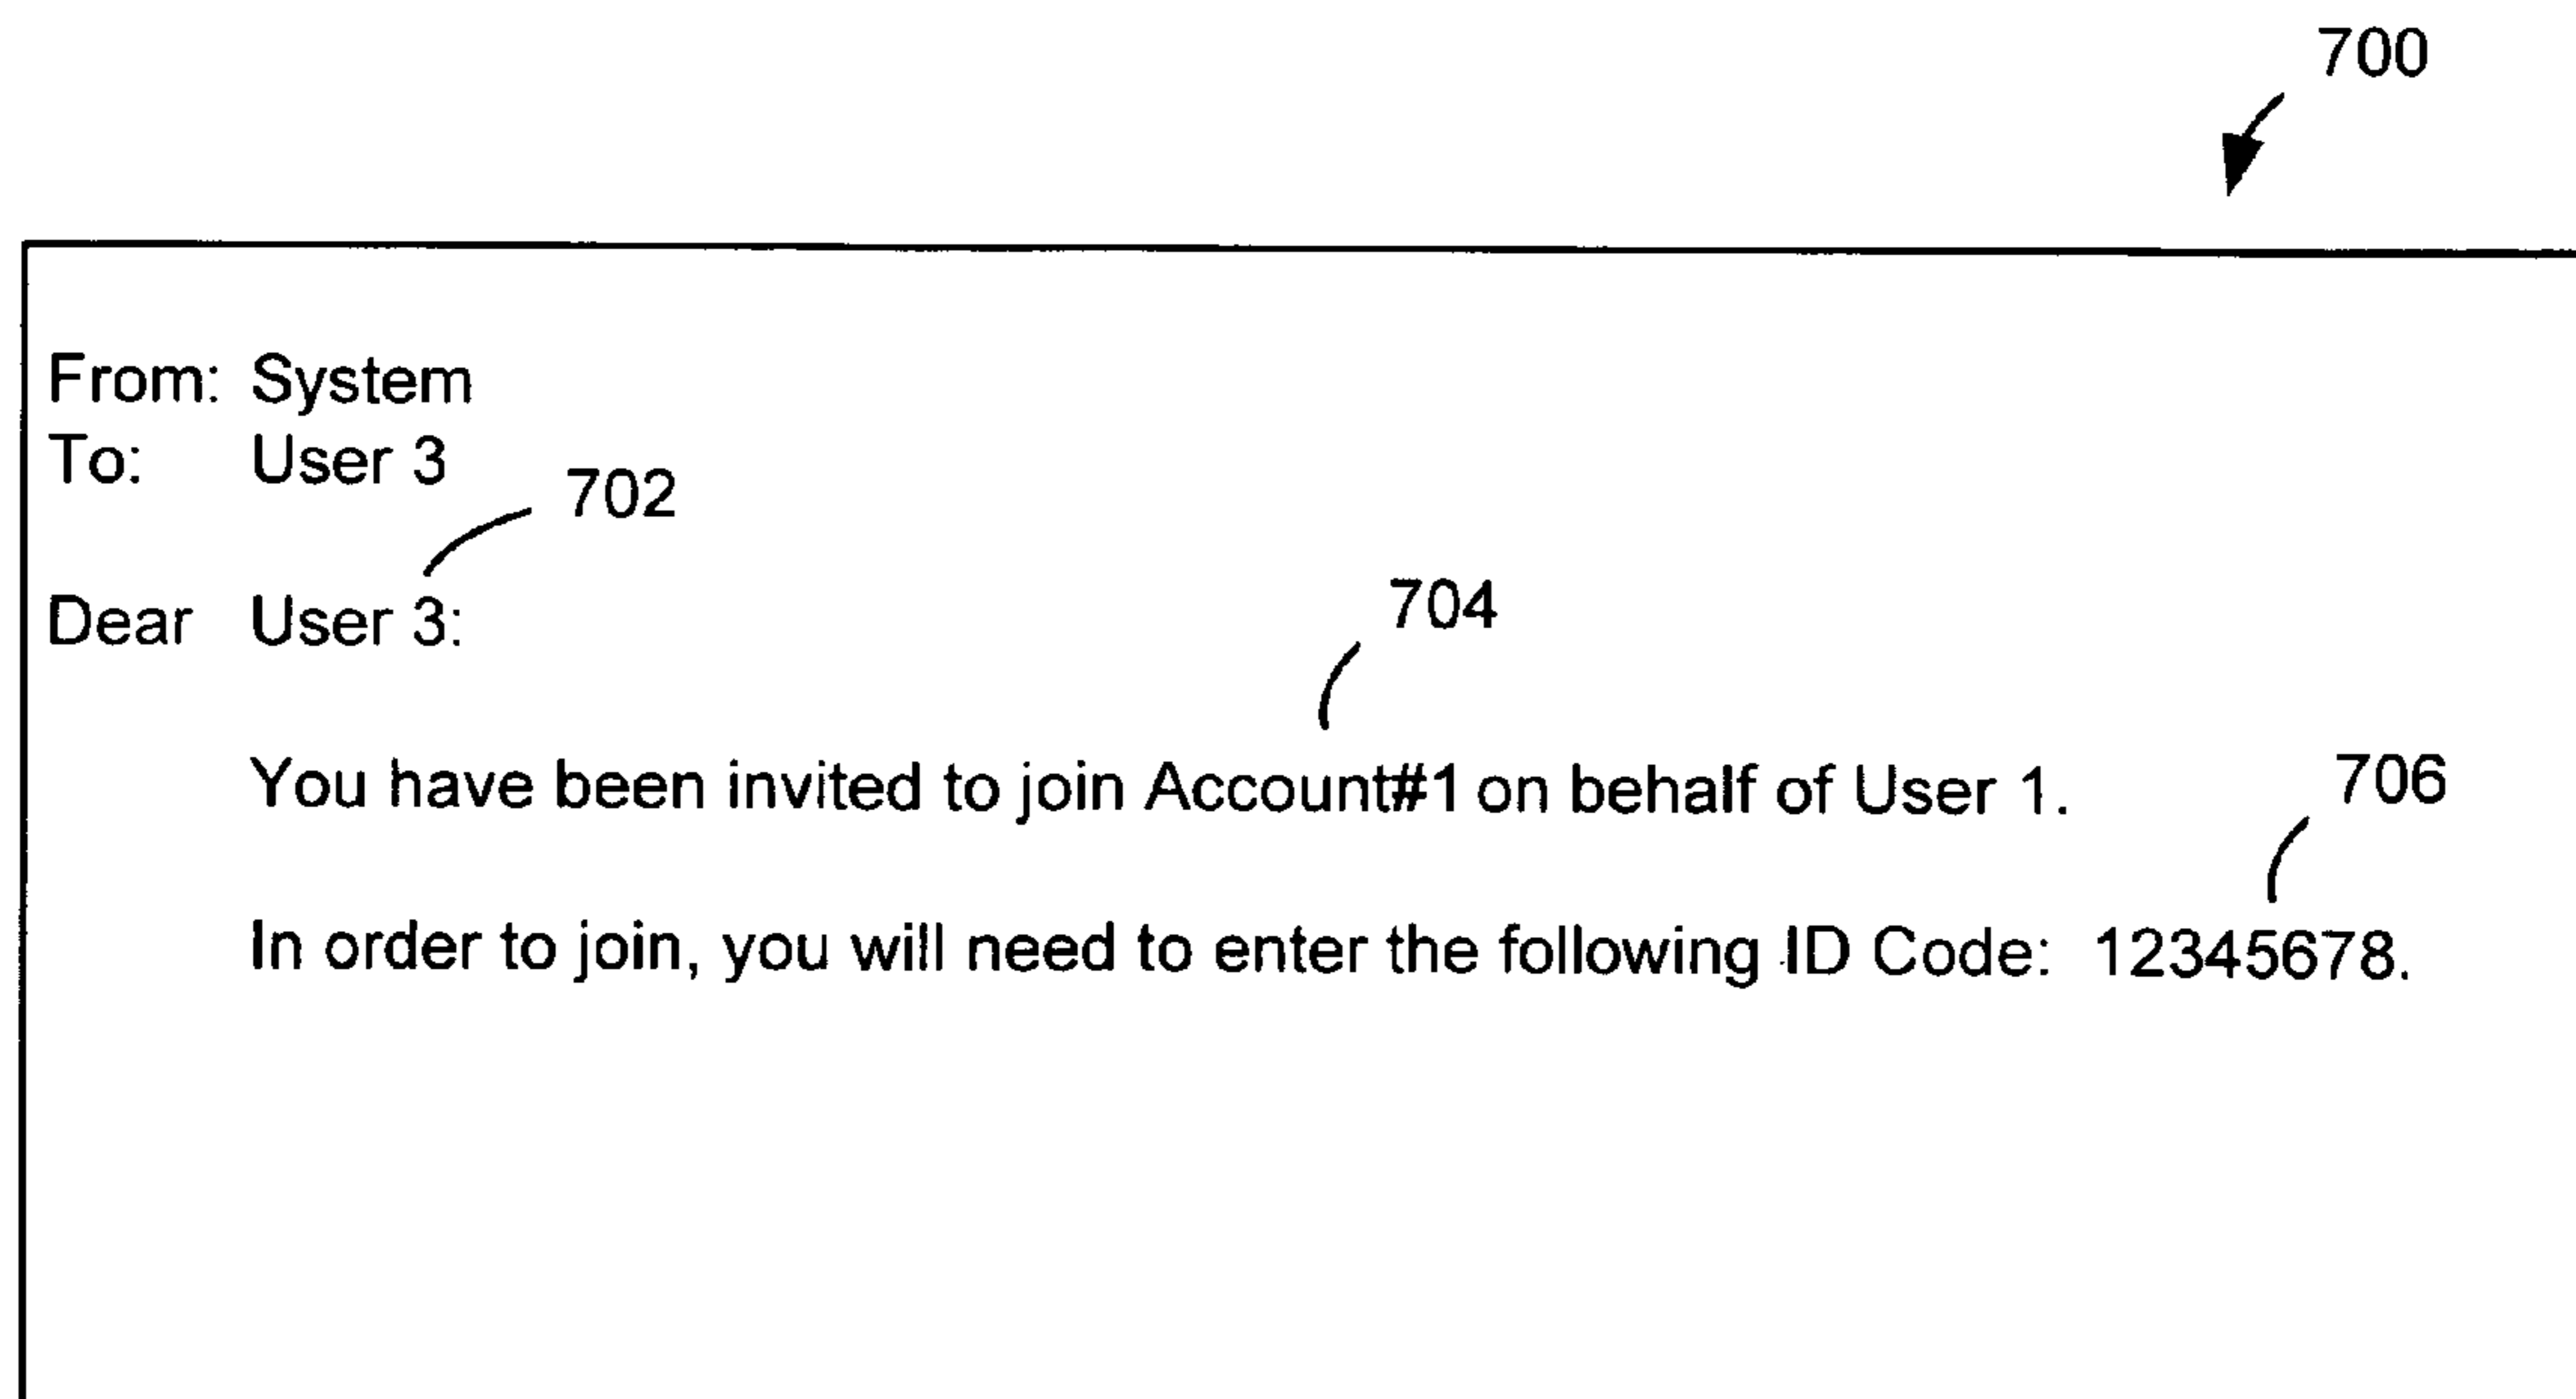 700
From: System
To: User 3
702
Dear User 3:
704
You have been invited to join Account#1 on behalf of User 1.
706
In order to join, you will need to enter the following ID Code: 12345678.